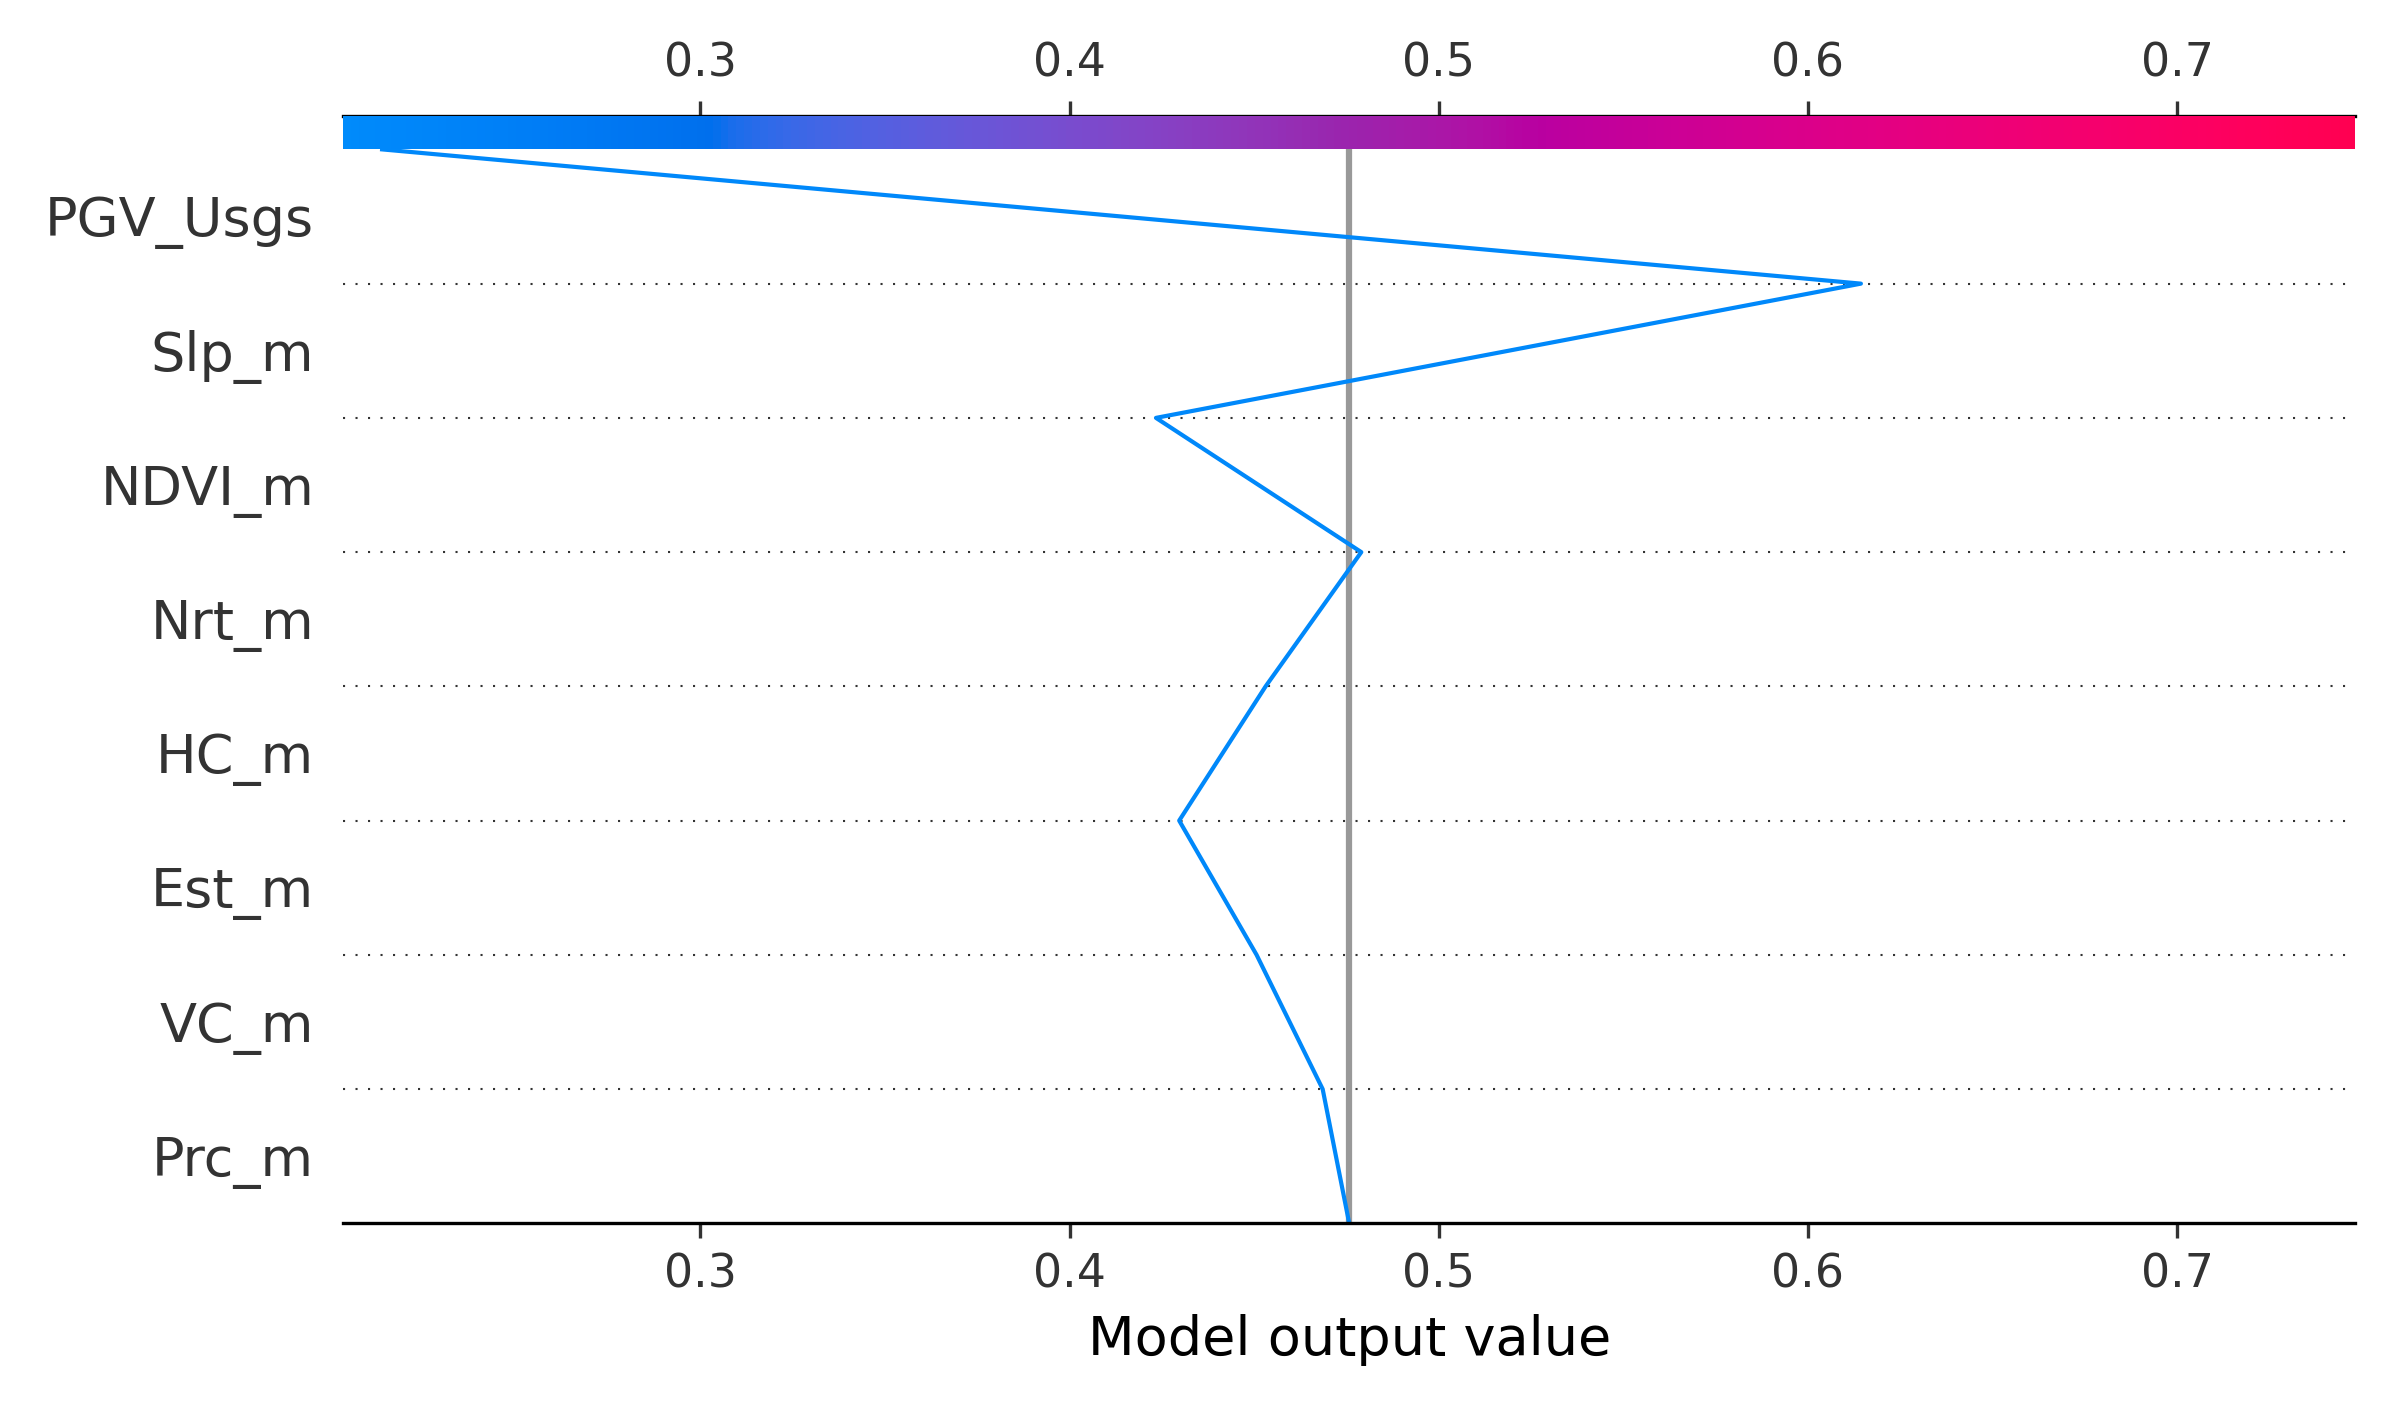 0.3 0.4 0.5 0.6 0.7
PGV_Usgs
Slp_m
NDVI_m
Nrt_m
HC_m
Est_m
VC_m
Prc_m
0.3 0.4 0.5 0.6 0.7
Model output value